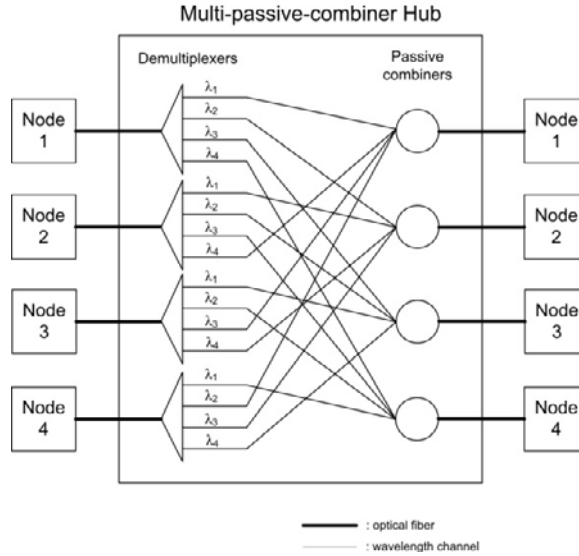 Multi-passive-combiner Hub
Demultiplexers
Passive
combiners
Node
1
λ1
λ2
λ3
λ4
Node
1
Node
2
λ1
λ2
λ3
λ4
Node
2
Node
3
λ1
λ2
λ3
λ4
Node
3
Node
4
λ1
λ2
λ3
λ4
Node
4
: optical fiber
: wavelength channel